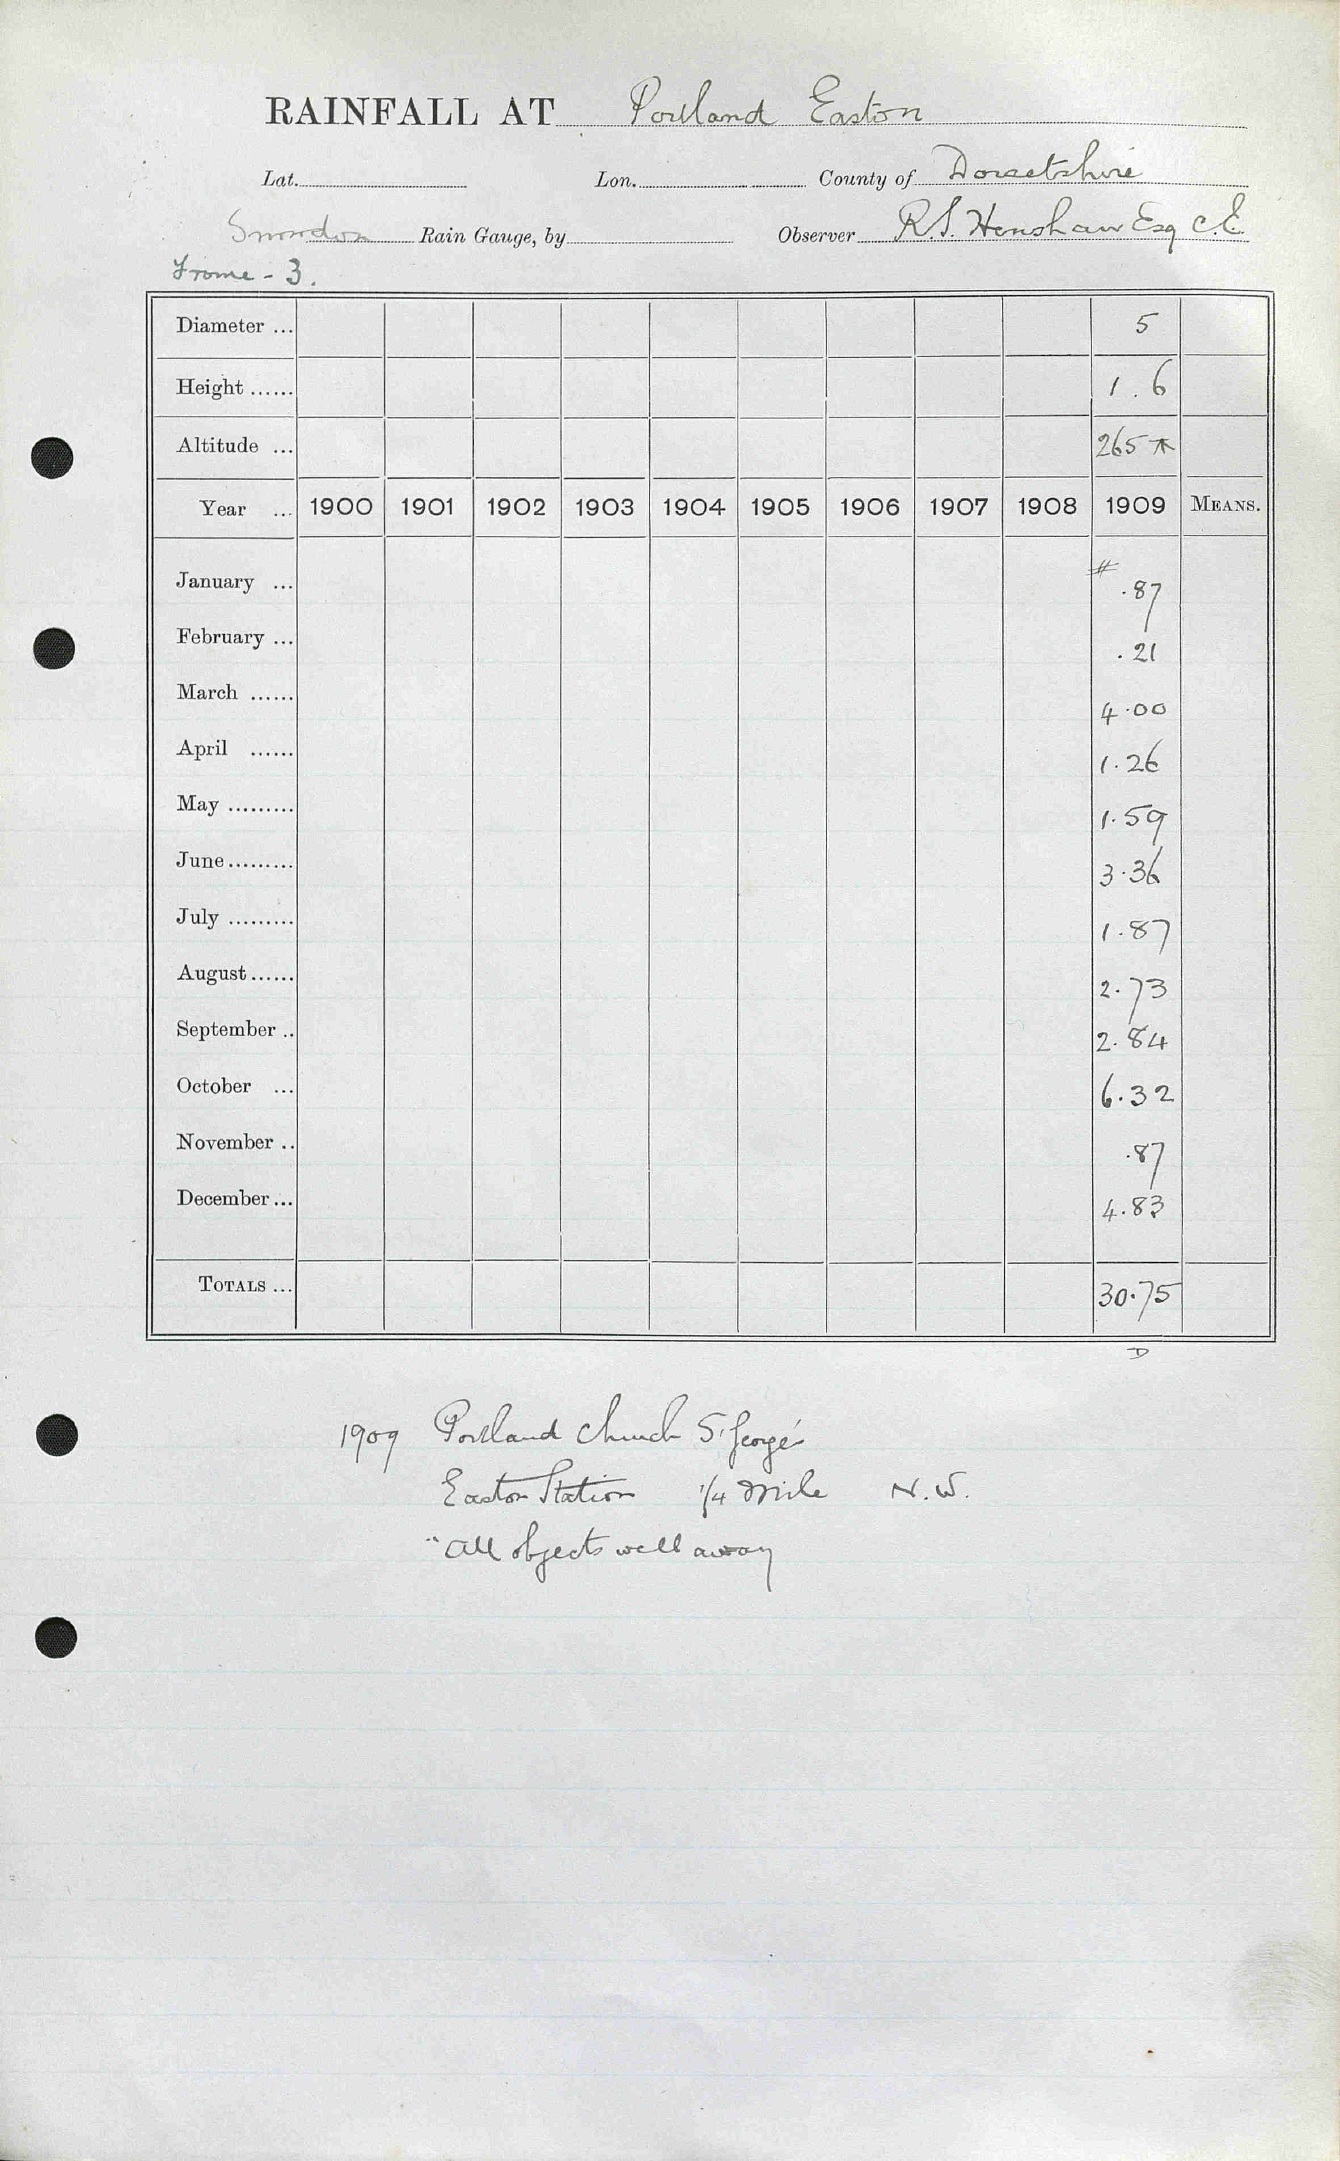 RAINFALL AT Portland Easton
Lat. Lon. County of Dorsetshire
Snowdon Rain Gauge, by Observer R.S. Henshaw Esq C.E.
Frome - 3.
Diameter ... 5
Height ...... 1.6
Altitude ... 265
Year ... 1900 1901 1902 1903 1904 1905 1906 1907 1908 1909 MEANS.
January ... # .87
February ... .21
March ...... 4.00
April ...... 1.26
May ......... 1.59
June ......... 3.36
July ......... 1.87
August ...... 2.73
September .. 2.84
October ... 6.32
November .. .87
December ... 4.83
TOTALS ... 30.75
D
1909 Portland Church St George's
Easton Station 1/4 Mile N.W.
"All objects well away